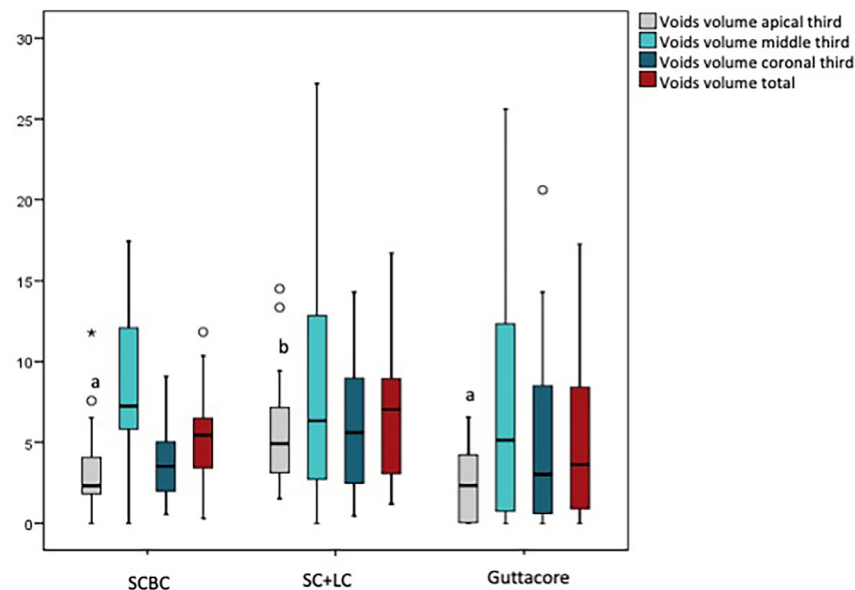 Voids volume apical third
Voids volume middle third
Voids volume coronal third
Voids volume total
30
25
20
15
10
5
0
a
b
a
SCBC
SC+LC
Guttacore